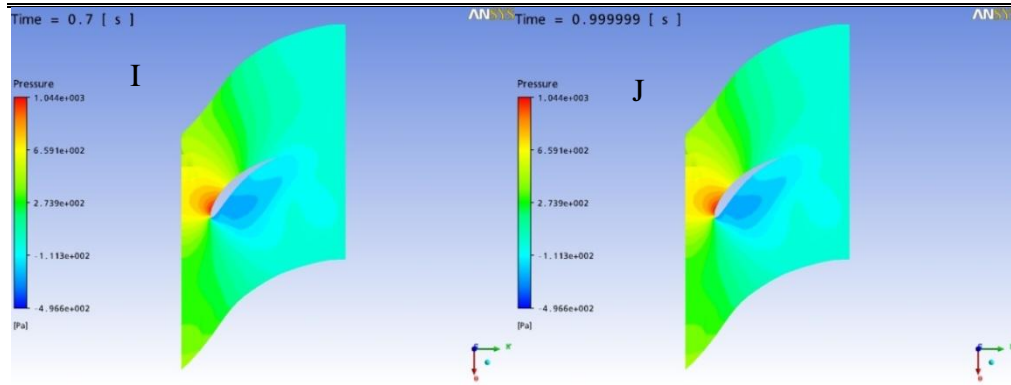 Time = 0.7 [ s ]
ANSYS
I
Pressure
1.044e+003
6.591e+002
2.739e+002
-1.113e+002
-4.966e+002
[Pa]
Time = 0.999999 [ s ]
ANSYS
J
Pressure
1.044e+003
6.591e+002
2.739e+002
-1.113e+002
-4.966e+002
[Pa]